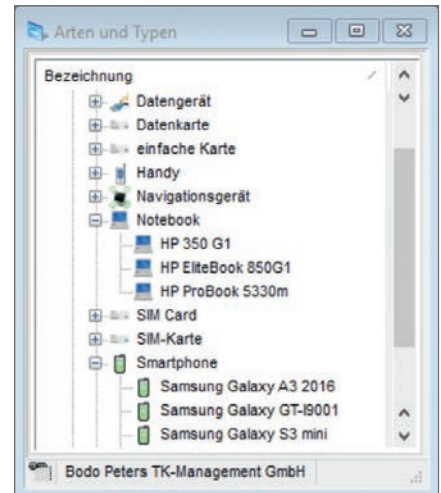 Arten und Typen
Bezeichnung
Datengerät
Datenkarte
einfache Karte
Handy
Navigationsgerät
Notebook
HP 350 G1
HP EliteBook 850G1
HP ProBook 5330m
SIM Card
SIM-Karte
Smartphone
Samsung Galaxy A3 2016
Samsung Galaxy GT-I9001
Samsung Galaxy S3 mini
Bodo Peters TK-Management GmbH